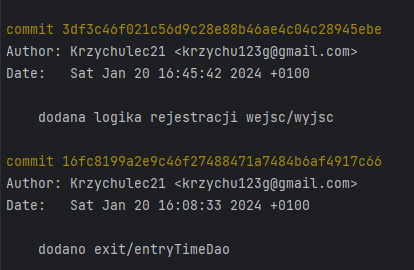 commit 3df3c46f021c56d9c28e88b46ae4c04c28945ebe
Author: Krzychulec21 <krzychu123g@gmail.com>
Date:   Sat Jan 20 16:45:42 2024 +0100
dodana logika rejestracji wejsc/wyjsc
commit 16fc8199a2e9c46f27488471a7484b6af4917c66
Author: Krzychulec21 <krzychu123g@gmail.com>
Date:   Sat Jan 20 16:08:33 2024 +0100
dodano exit/entryTimeDao